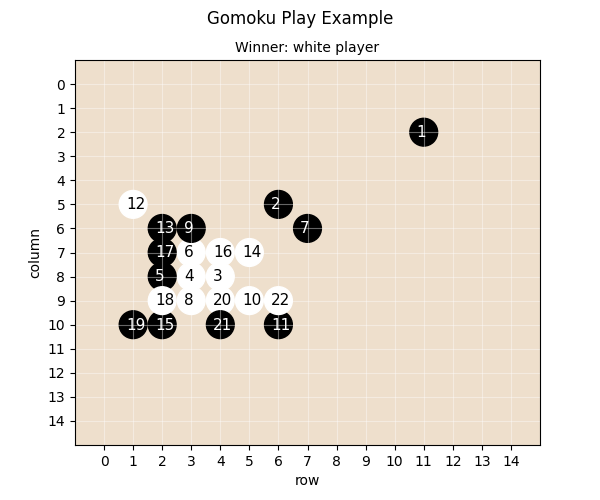 Gomoku Play Example
Winner: white player
0
1
2 1
3
4
5 12 2
6 13 9 7
7 17 6 16 14
8 5 4 3
9 18 8 20 10 22
10 19 15 21 11
11
12
13
14
column
0 1 2 3 4 5 6 7 8 9 10 11 12 13 14
row